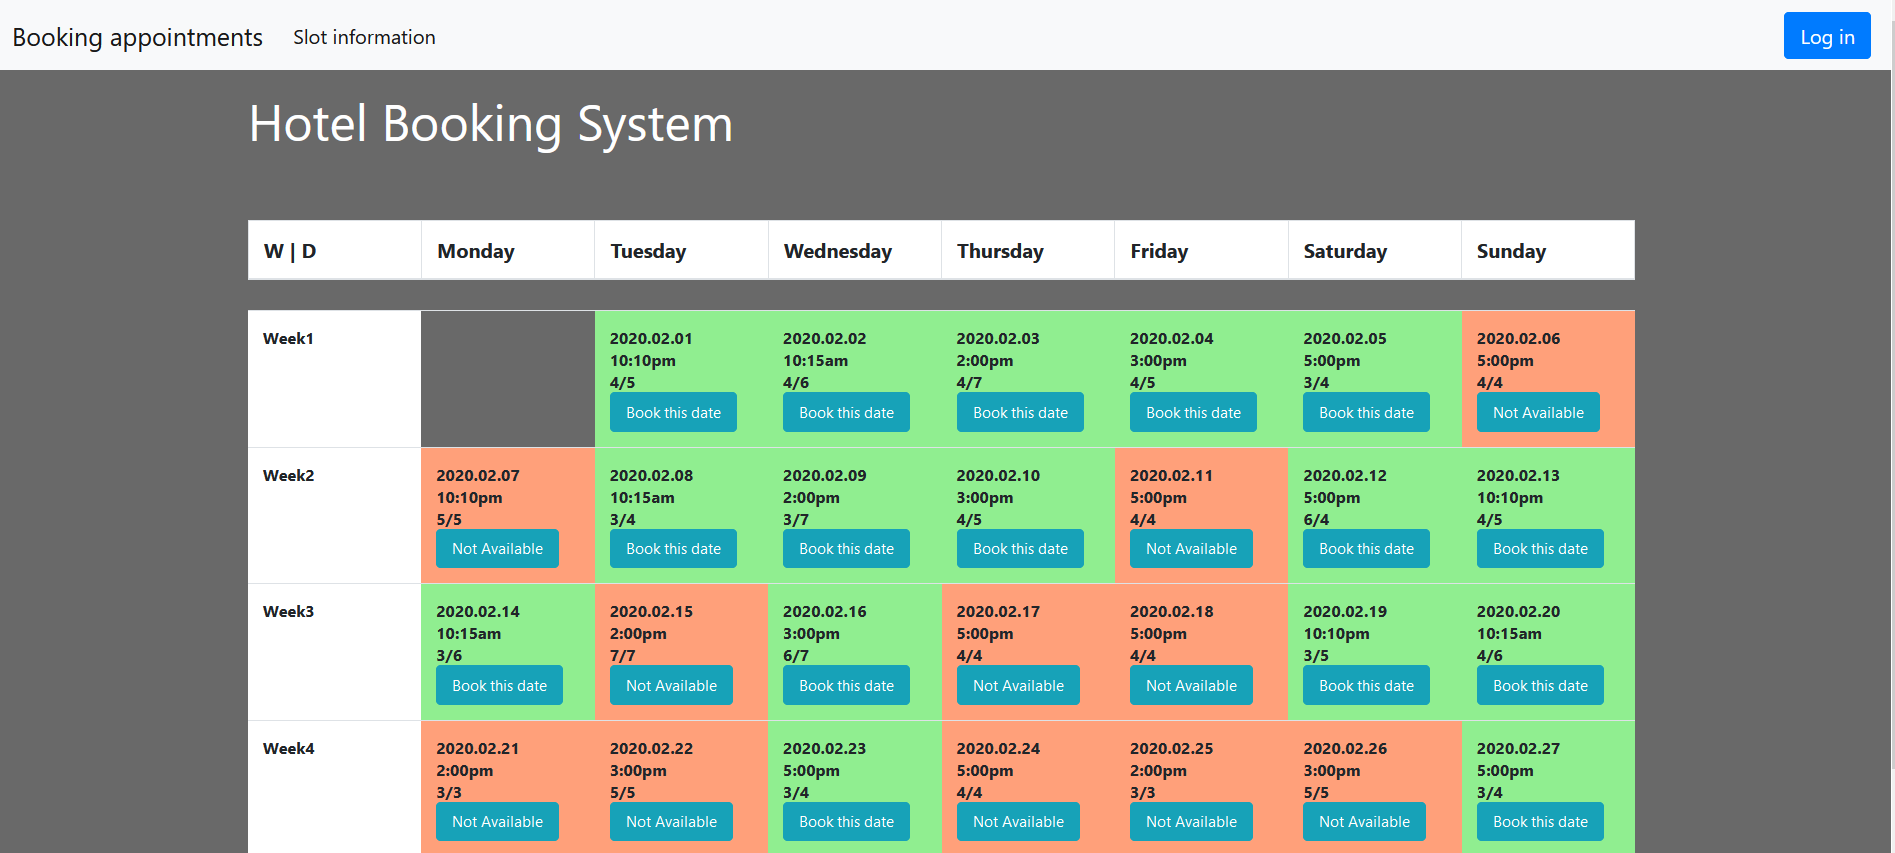 Booking appointments Slot information Log in
Hotel Booking System
W | D Monday Tuesday Wednesday Thursday Friday Saturday Sunday
Week1
2020.02.01
10:10pm
4/5
Book this date
2020.02.02
10:15am
4/6
Book this date
2020.02.03
2:00pm
4/7
Book this date
2020.02.04
3:00pm
4/5
Book this date
2020.02.05
5:00pm
3/4
Book this date
2020.02.06
5:00pm
4/4
Not Available
Week2
2020.02.07
10:10pm
5/5
Not Available
2020.02.08
10:15am
3/4
Book this date
2020.02.09
2:00pm
3/7
Book this date
2020.02.10
3:00pm
4/5
Book this date
2020.02.11
5:00pm
4/4
Not Available
2020.02.12
5:00pm
6/4
Book this date
2020.02.13
10:10pm
4/5
Book this date
Week3
2020.02.14
10:15am
3/6
Book this date
2020.02.15
2:00pm
7/7
Not Available
2020.02.16
3:00pm
6/7
Book this date
2020.02.17
5:00pm
4/4
Not Available
2020.02.18
5:00pm
4/4
Not Available
2020.02.19
10:10pm
3/5
Book this date
2020.02.20
10:15am
4/6
Book this date
Week4
2020.02.21
2:00pm
3/3
Not Available
2020.02.22
3:00pm
5/5
Not Available
2020.02.23
5:00pm
3/4
Book this date
2020.02.24
5:00pm
4/4
Not Available
2020.02.25
2:00pm
3/3
Not Available
2020.02.26
3:00pm
5/5
Not Available
2020.02.27
5:00pm
3/4
Book this date